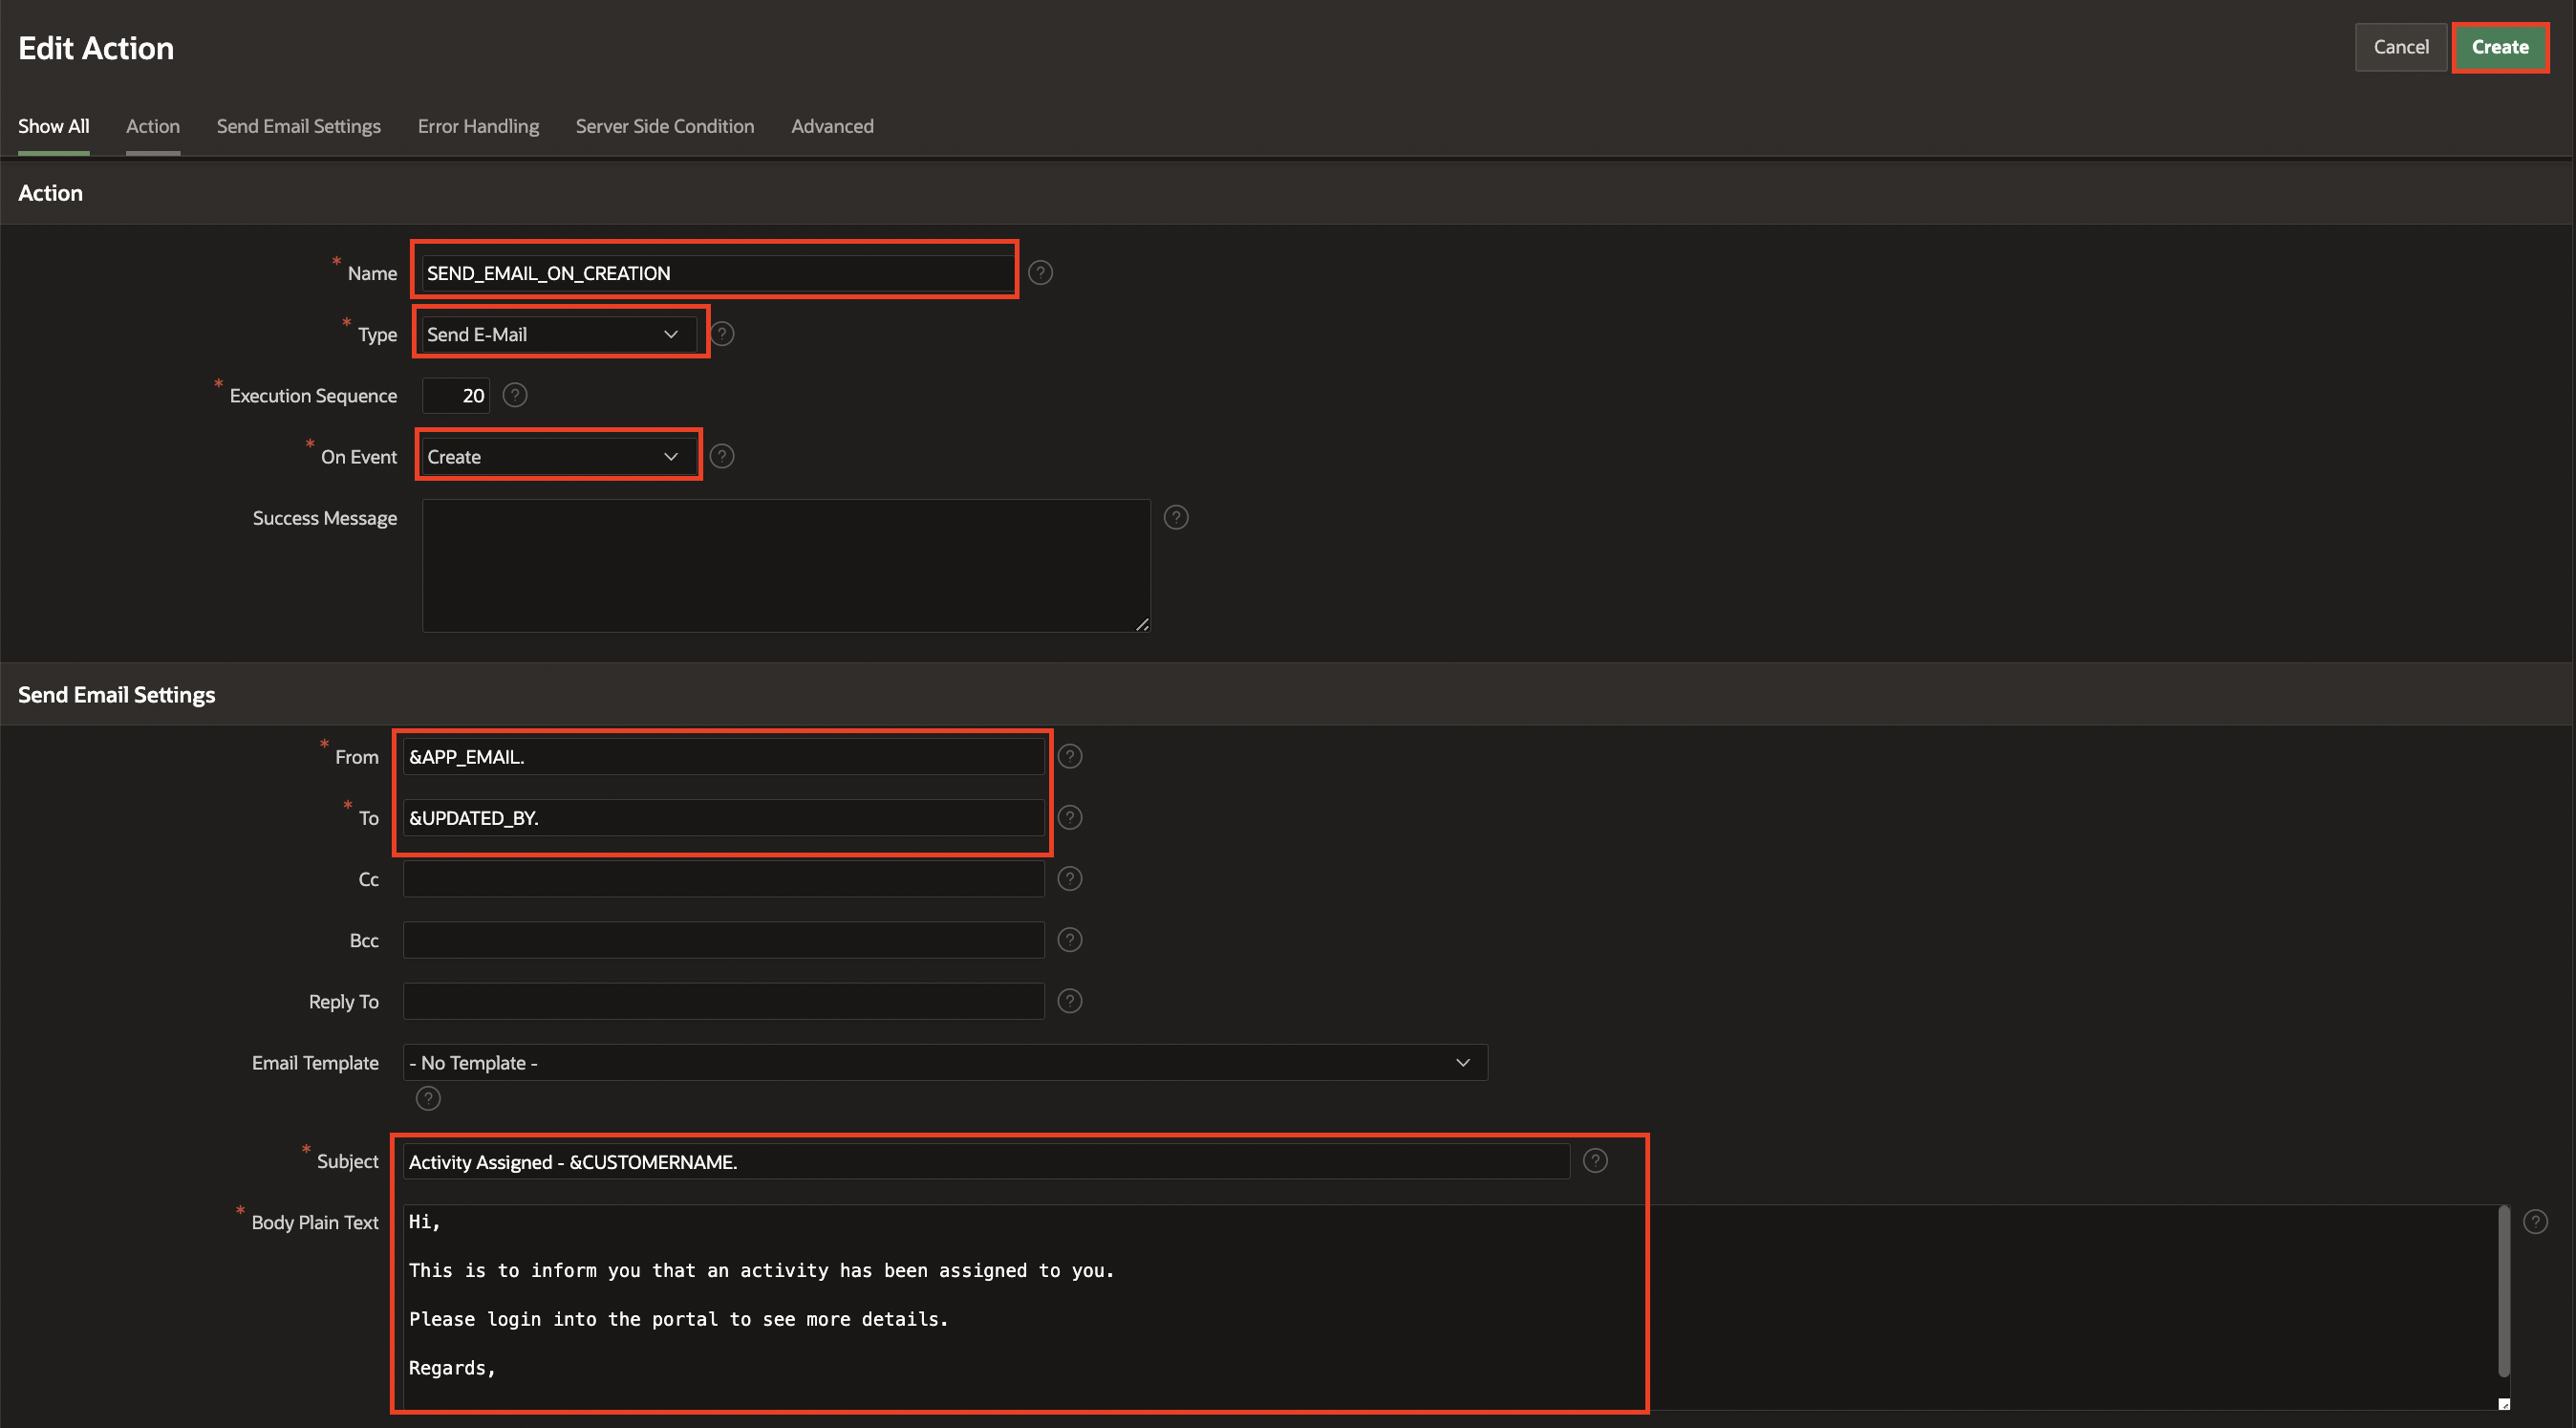 Edit Action
Cancel
Create
Show All
Action
Send Email Settings
Error Handling
Server Side Condition
Advanced
Action
* Name
SEND_EMAIL_ON_CREATION
?
* Type
Send E-Mail
?
* Execution Sequence
20
?
* On Event
Create
?
Success Message
?
Send Email Settings
* From
&APP_EMAIL.
?
* To
&UPDATED_BY.
?
Cc
?
Bcc
?
Reply To
?
Email Template
- No Template -
?
* Subject
Activity Assigned - &CUSTOMERNAME.
?
* Body Plain Text
Hi,
This is to inform you that an activity has been assigned to you.
Please login into the portal to see more details.
Regards,
?